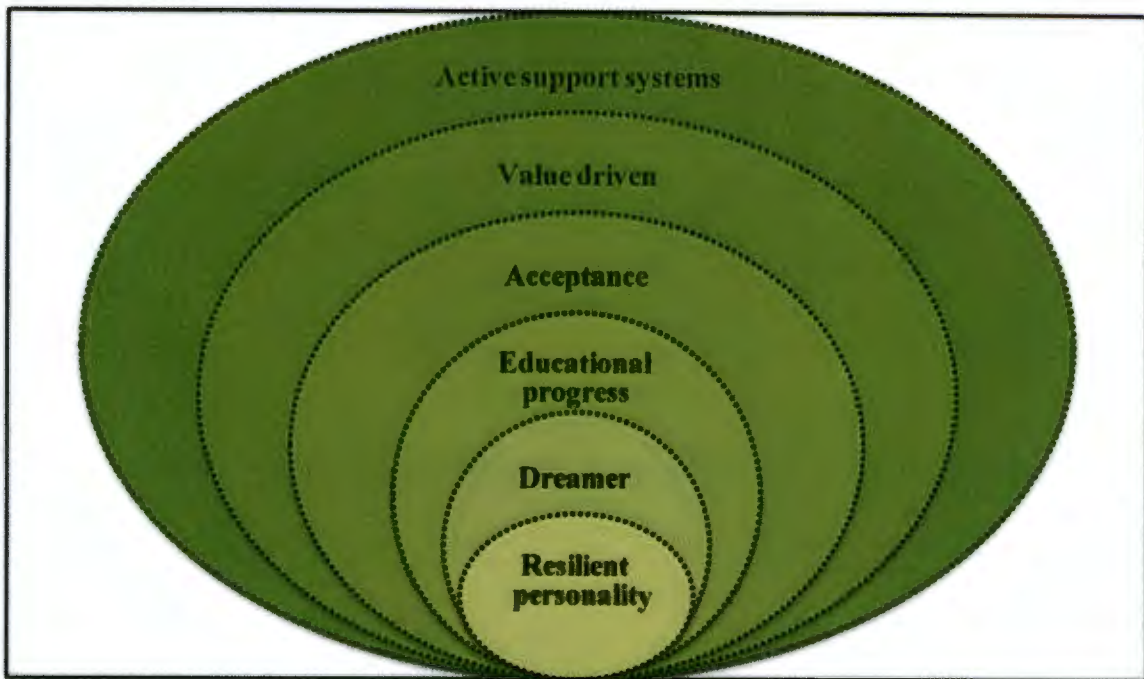 Active support systems
Value driven
Acceptance
Educational
progress
Dreamer
Resilient
personality